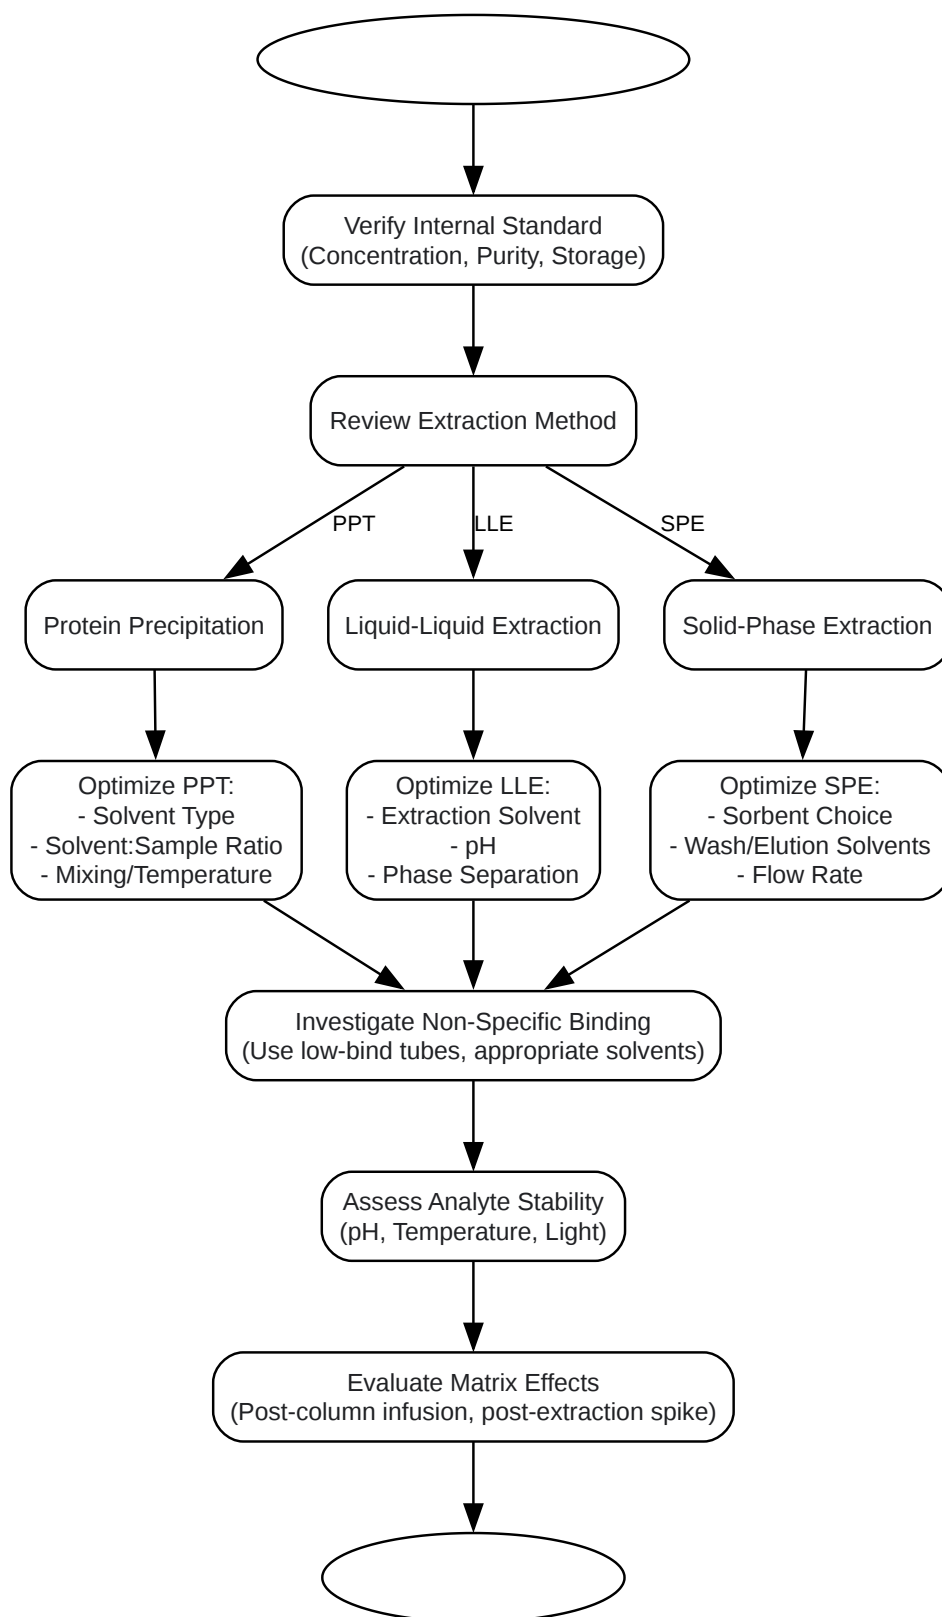 Verify Internal Standard
(Concentration, Purity, Storage)
Review Extraction Method
PPT
LLE
SPE
Protein Precipitation
Liquid-Liquid Extraction
Solid-Phase Extraction
Optimize PPT:
- Solvent Type
- Solvent:Sample Ratio
- Mixing/Temperature
Optimize LLE:
- Extraction Solvent
- pH
- Phase Separation
Optimize SPE:
- Sorbent Choice
- Wash/Elution Solvents
- Flow Rate
Investigate Non-Specific Binding
(Use low-bind tubes, appropriate solvents)
Assess Analyte Stability
(pH, Temperature, Light)
Evaluate Matrix Effects
(Post-column infusion, post-extraction spike)